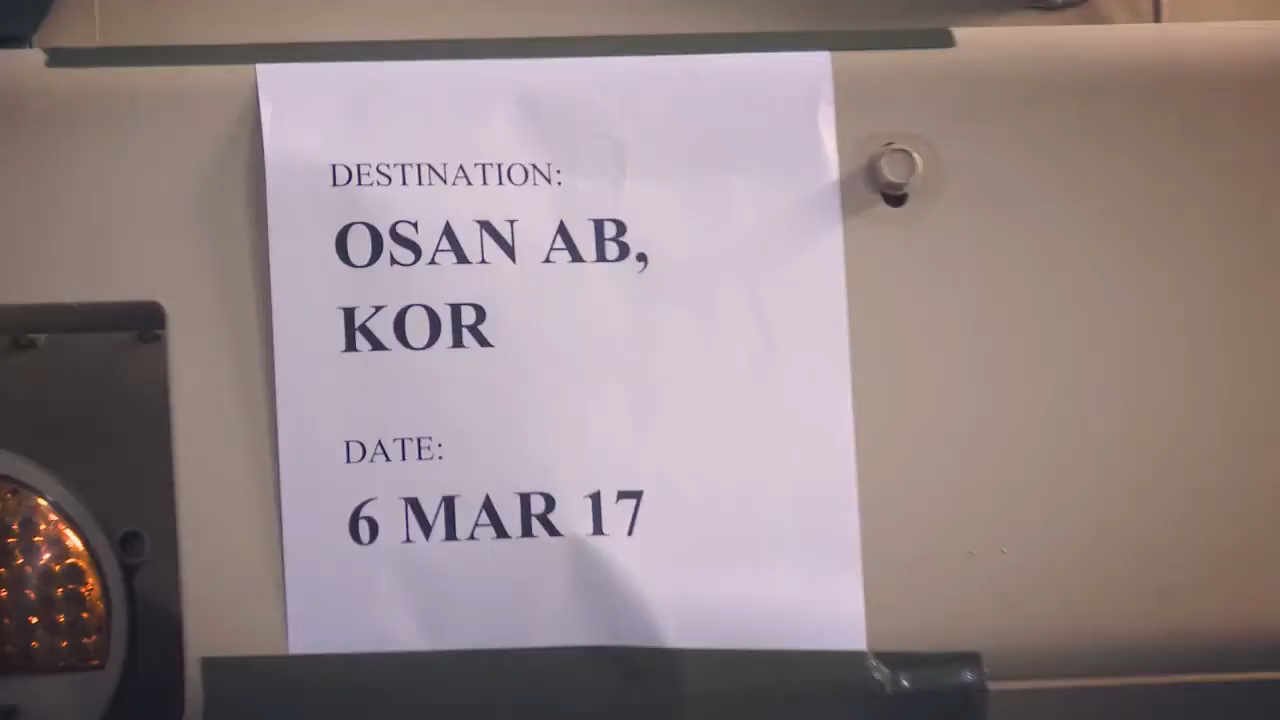 DESTINATION:
OSAN AB,
KOR
DATE:
6 MAR 17